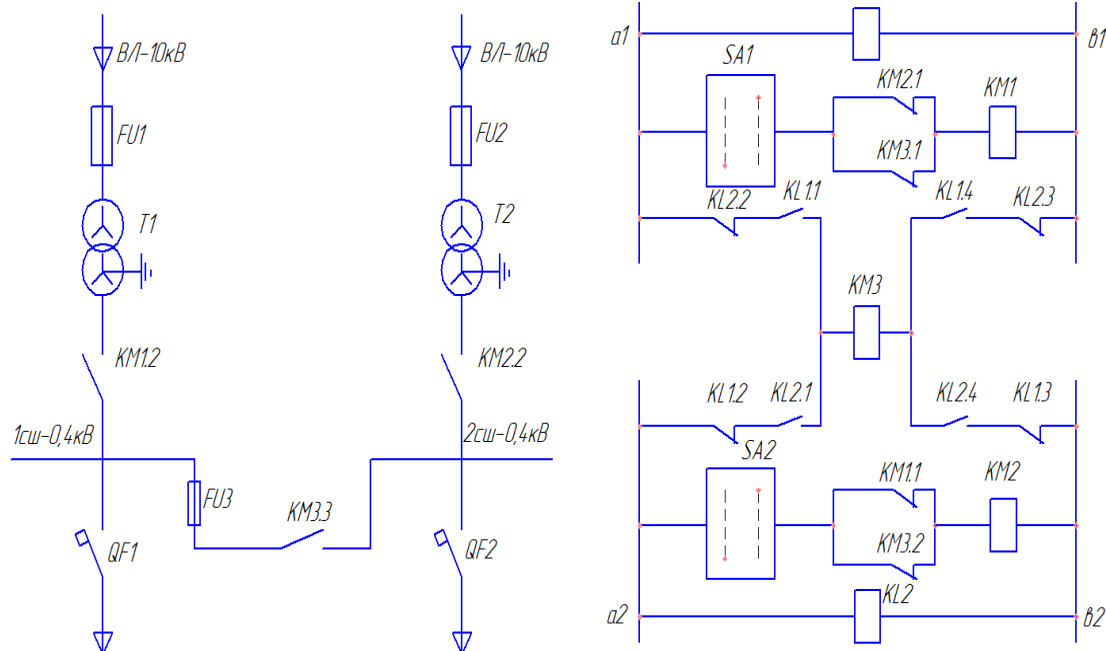 ВЛ-10кВ
ВЛ-10кВ
FU1
FU2
T1
T2
KM1.2
KM2.2
1сш-0,4кВ
2сш-0,4кВ
FU3
KM3.3
QF1
QF2
a1
в1
SA1
KM2.1
KM1
KM3.1
KL2.2
KL1.1
KL1.4
KL2.3
KM3
KL1.2
KL2.1
KL2.4
KL1.3
SA2
KM1.1
KM2
KM3.2
KL2
a2
в2